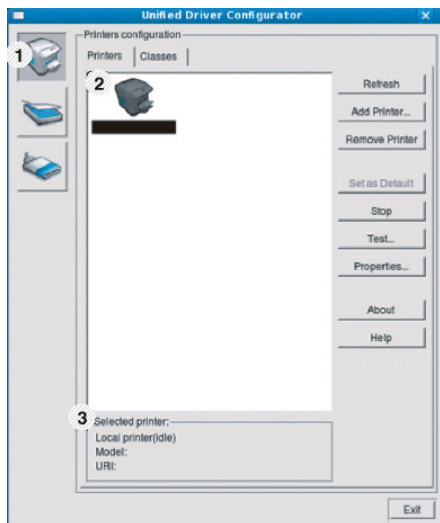 Unified Driver Configurator
Printers configuration
1
Printers
Classes
2
Refresh
Add Printer...
Remove Printer
Set as Default
Stop
Test...
Properties...
About
Help
3
Selected printer:
Local printer(idle)
Model:
URI:
Exit